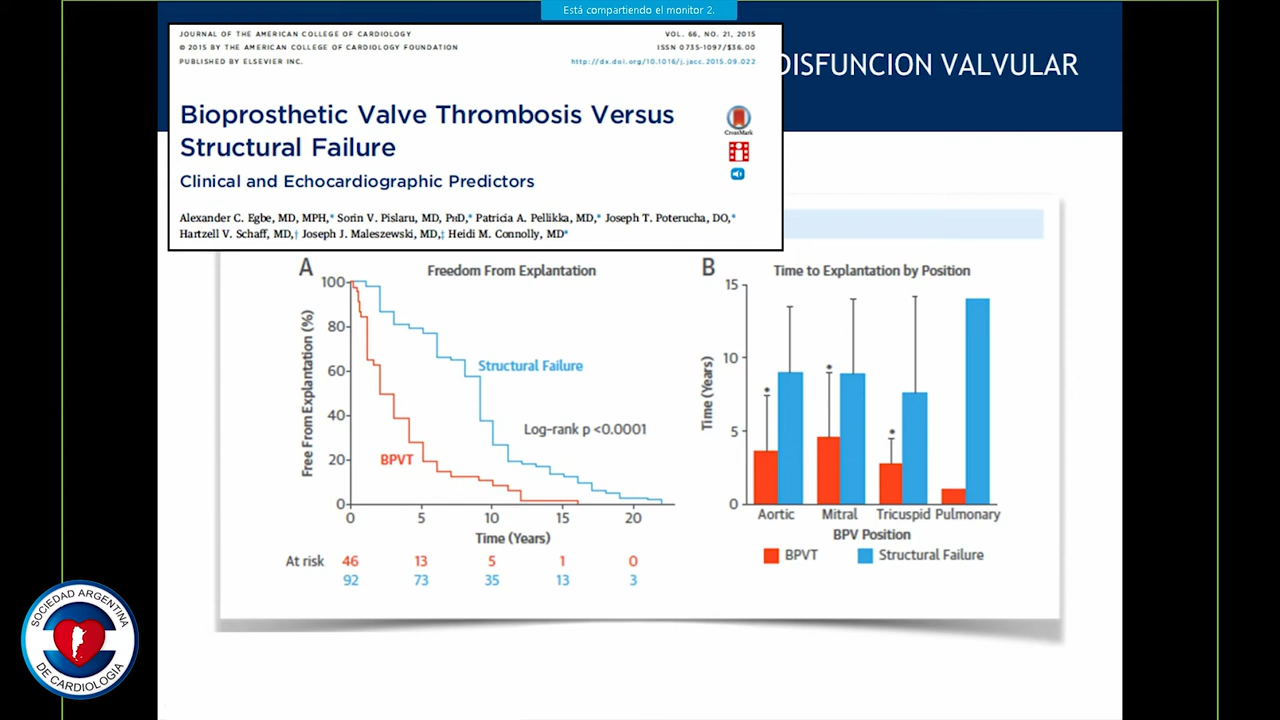 Está compartiendo el monitor 2.
JOURNAL OF THE AMERICAN COLLEGE OF CARDIOLOGY
VOL. 66, NO. 21, 2015
© 2015 BY THE AMERICAN COLLEGE OF CARDIOLOGY FOUNDATION
ISSN 0735-1097/$36.00
PUBLISHED BY ELSEVIER INC.
http://dx.doi.org/10.1016/j.jacc.2015.09.022
DISFUNCION VALVULAR
Bioprosthetic Valve Thrombosis Versus
Structural Failure
CrossMark
Clinical and Echocardiographic Predictors
Alexander C. Egbe, MD, MPH,* Sorin V. Pislaru, MD, PhD,* Patricia A. Pellikka, MD,* Joseph T. Poterucha, DO,*
Hartzell V. Schaff, MD,† Joseph J. Maleszewski, MD,‡ Heidi M. Connolly, MD*
A
Freedom From Explantation
Free From Explantation (%)
100
80
60
40
20
0
Structural Failure
Log-rank p <0.0001
BPVT
0 5 10 15 20
Time (Years)
At risk 46 13 5 1 0
92 73 35 13 3
B
Time to Explantation by Position
Time (Years)
15
10
5
0
* * *
Aortic Mitral Tricuspid Pulmonary
BPV Position
BPVT Structural Failure
SOCIEDAD ARGENTINA
DE CARDIOLOGIA